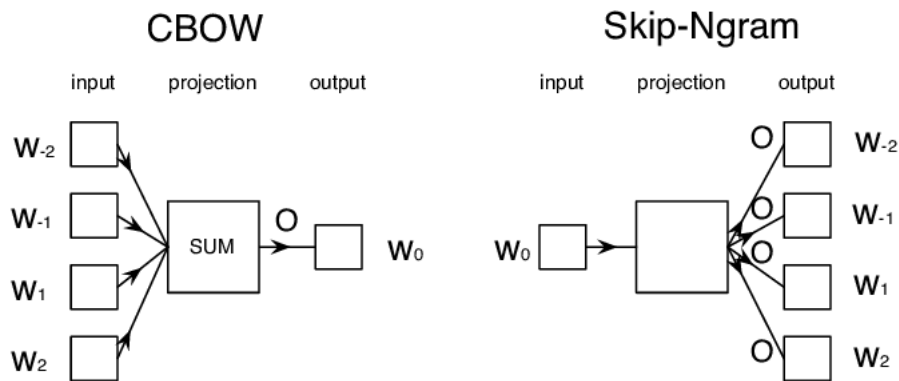 CBOW
input projection output
w-2
w-1
w1
w2
SUM
O
w0
Skip-Ngram
input projection output
w0
O
O
O
O
w-2
w-1
w1
w2